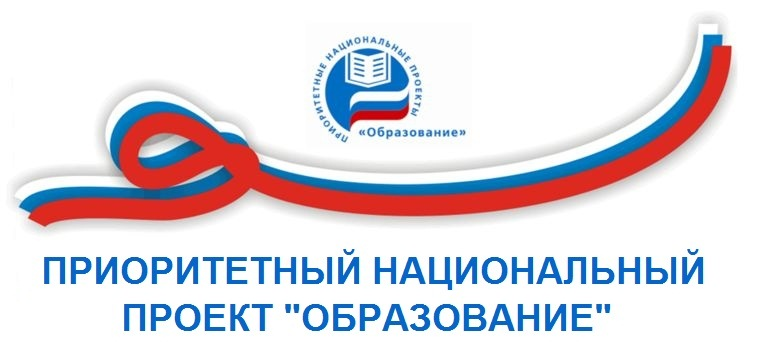 ПРИОРИТЕТНЫЕ НАЦИОНАЛЬНЫЕ ПРОЕКТЫ
«Образование»
ПРИОРИТЕТНЫЙ НАЦИОНАЛЬНЫЙ
ПРОЕКТ "ОБРАЗОВАНИЕ"